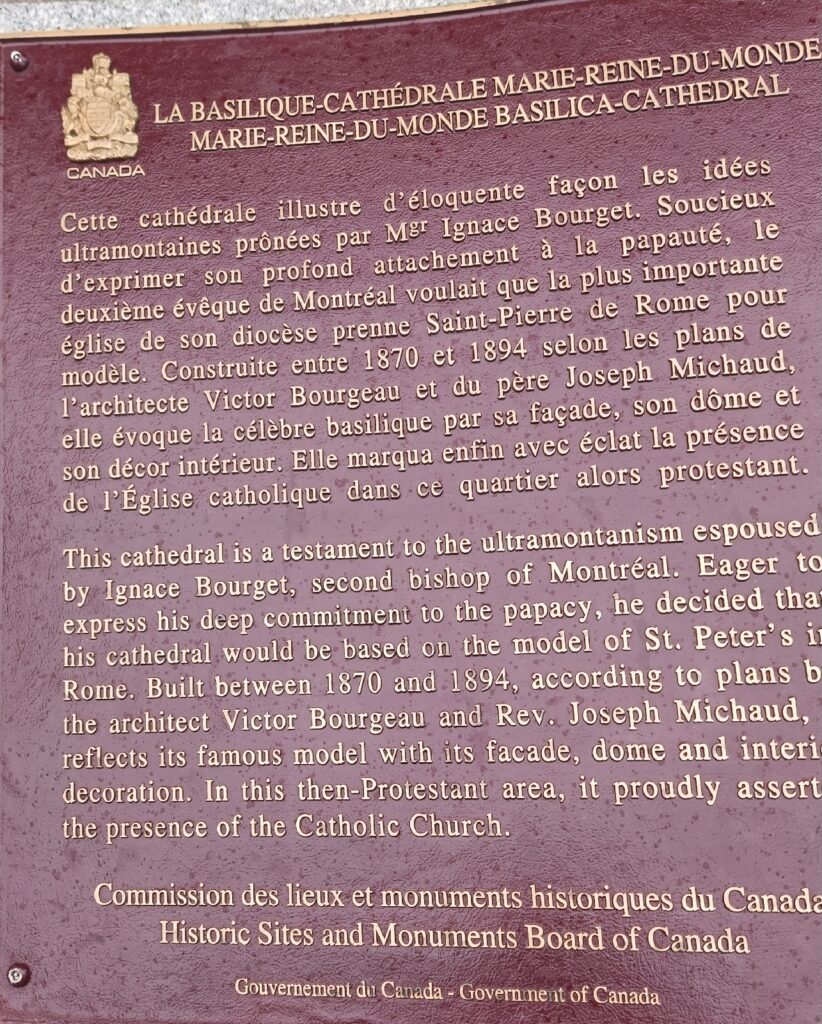 LA BASILIQUE-CATHÉDRALE MARIE-REINE-DU-MONDE
MARIE-REINE-DU-MONDE BASILICA-CATHEDRAL
CANADA
Cette cathédrale illustre d'éloquente façon les idées
ultramontaines prônées par Mgr Ignace Bourget. Soucieux
d'exprimer son profond attachement à la papauté, le
deuxième évêque de Montréal voulait que la plus importante
église de son diocèse prenne Saint-Pierre de Rome pour
modèle. Construite entre 1870 et 1894 selon les plans de
l'architecte Victor Bourgeau et du père Joseph Michaud,
elle évoque la célèbre basilique par sa façade, son dôme et
son décor intérieur. Elle marqua enfin avec éclat la présence
de l'Église catholique dans ce quartier alors protestant.
This cathedral is a testament to the ultramontanism espoused
by Ignace Bourget, second bishop of Montréal. Eager to
express his deep commitment to the papacy, he decided
his cathedral would be based on the model of St. Peter's
Rome. Built between 1870 and 1894, according to plans
the architect Victor Bourgeau and Rev. Joseph Michaud,
reflects its famous model with its facade, dome and
decoration. In this then-Protestant area, it proudly
the presence of the Catholic Church.
Commission des lieux et monuments historiques du Canada
Historic Sites and Monuments Board of Canada
Gouvernement du Canada - Government of Canada